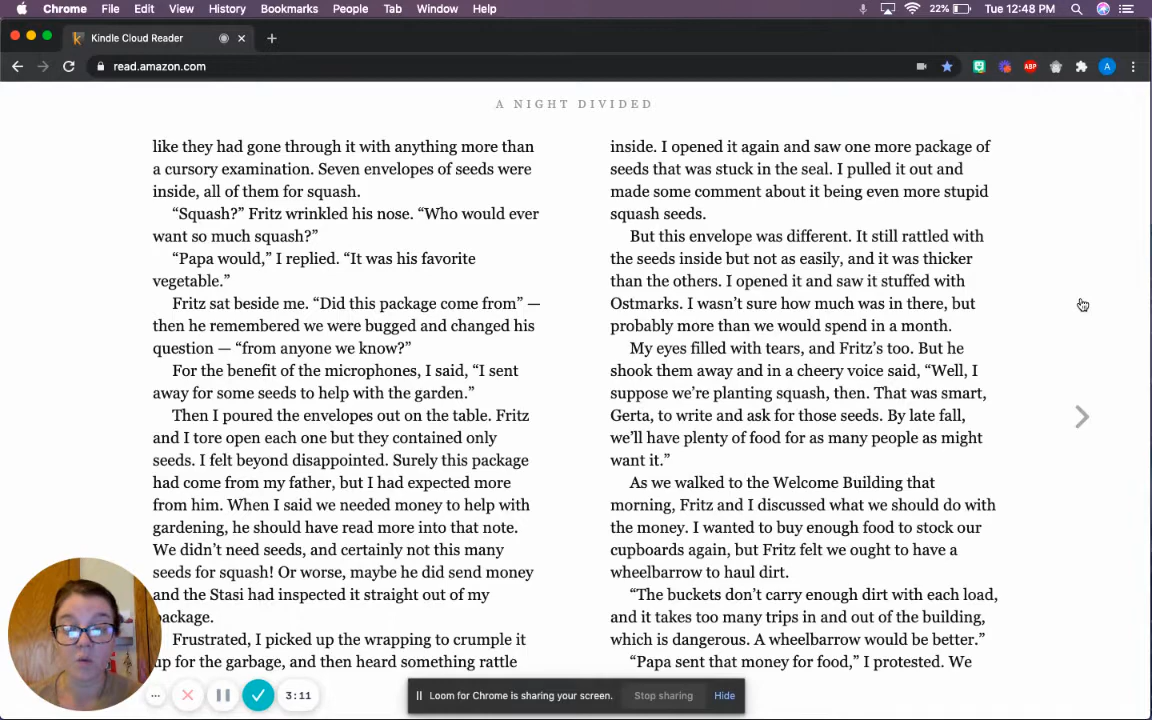 Chrome File Edit View History Bookmarks People Tab Window Help 22% Tue 12:48 PM
Kindle Cloud Reader
read.amazon.com
ABP A
A NIGHT DIVIDED
like they had gone through it with anything more than
a cursory examination. Seven envelopes of seeds were
inside, all of them for squash.
“Squash?” Fritz wrinkled his nose. “Who would ever
want so much squash?”
“Papa would,” I replied. “It was his favorite
vegetable.”
Fritz sat beside me. “Did this package come from” —
then he remembered we were bugged and changed his
question — “from anyone we know?”
For the benefit of the microphones, I said, “I sent
away for some seeds to help with the garden.”
Then I poured the envelopes out on the table. Fritz
and I tore open each one but they contained only
seeds. I felt beyond disappointed. Surely this package
had come from my father, but I had expected more
from him. When I said we needed money to help with
gardening, he should have read more into that note.
We didn’t need seeds, and certainly not this many
seeds for squash! Or worse, maybe he did send money
and the Stasi had inspected it straight out of my
package.
Frustrated, I picked up the wrapping to crumple it
up for the garbage, and then heard something rattle
inside. I opened it again and saw one more package of
seeds that was stuck in the seal. I pulled it out and
made some comment about it being even more stupid
squash seeds.
But this envelope was different. It still rattled with
the seeds inside but not as easily, and it was thicker
than the others. I opened it and saw it stuffed with
Ostmarks. I wasn’t sure how much was in there, but
probably more than we would spend in a month.
My eyes filled with tears, and Fritz’s too. But he
shook them away and in a cheery voice said, “Well, I
suppose we’re planting squash, then. That was smart,
Gerta, to write and ask for those seeds. By late fall,
we’ll have plenty of food for as many people as might
want it.”
As we walked to the Welcome Building that
morning, Fritz and I discussed what we should do with
the money. I wanted to buy enough food to stock our
cupboards again, but Fritz felt we ought to have a
wheelbarrow to haul dirt.
“The buckets don’t carry enough dirt with each load,
and it takes too many trips in and out of the building,
which is dangerous. A wheelbarrow would be better.”
“Papa sent that money for food,” I protested. We
3:11
Loom for Chrome is sharing your screen. Stop sharing Hide